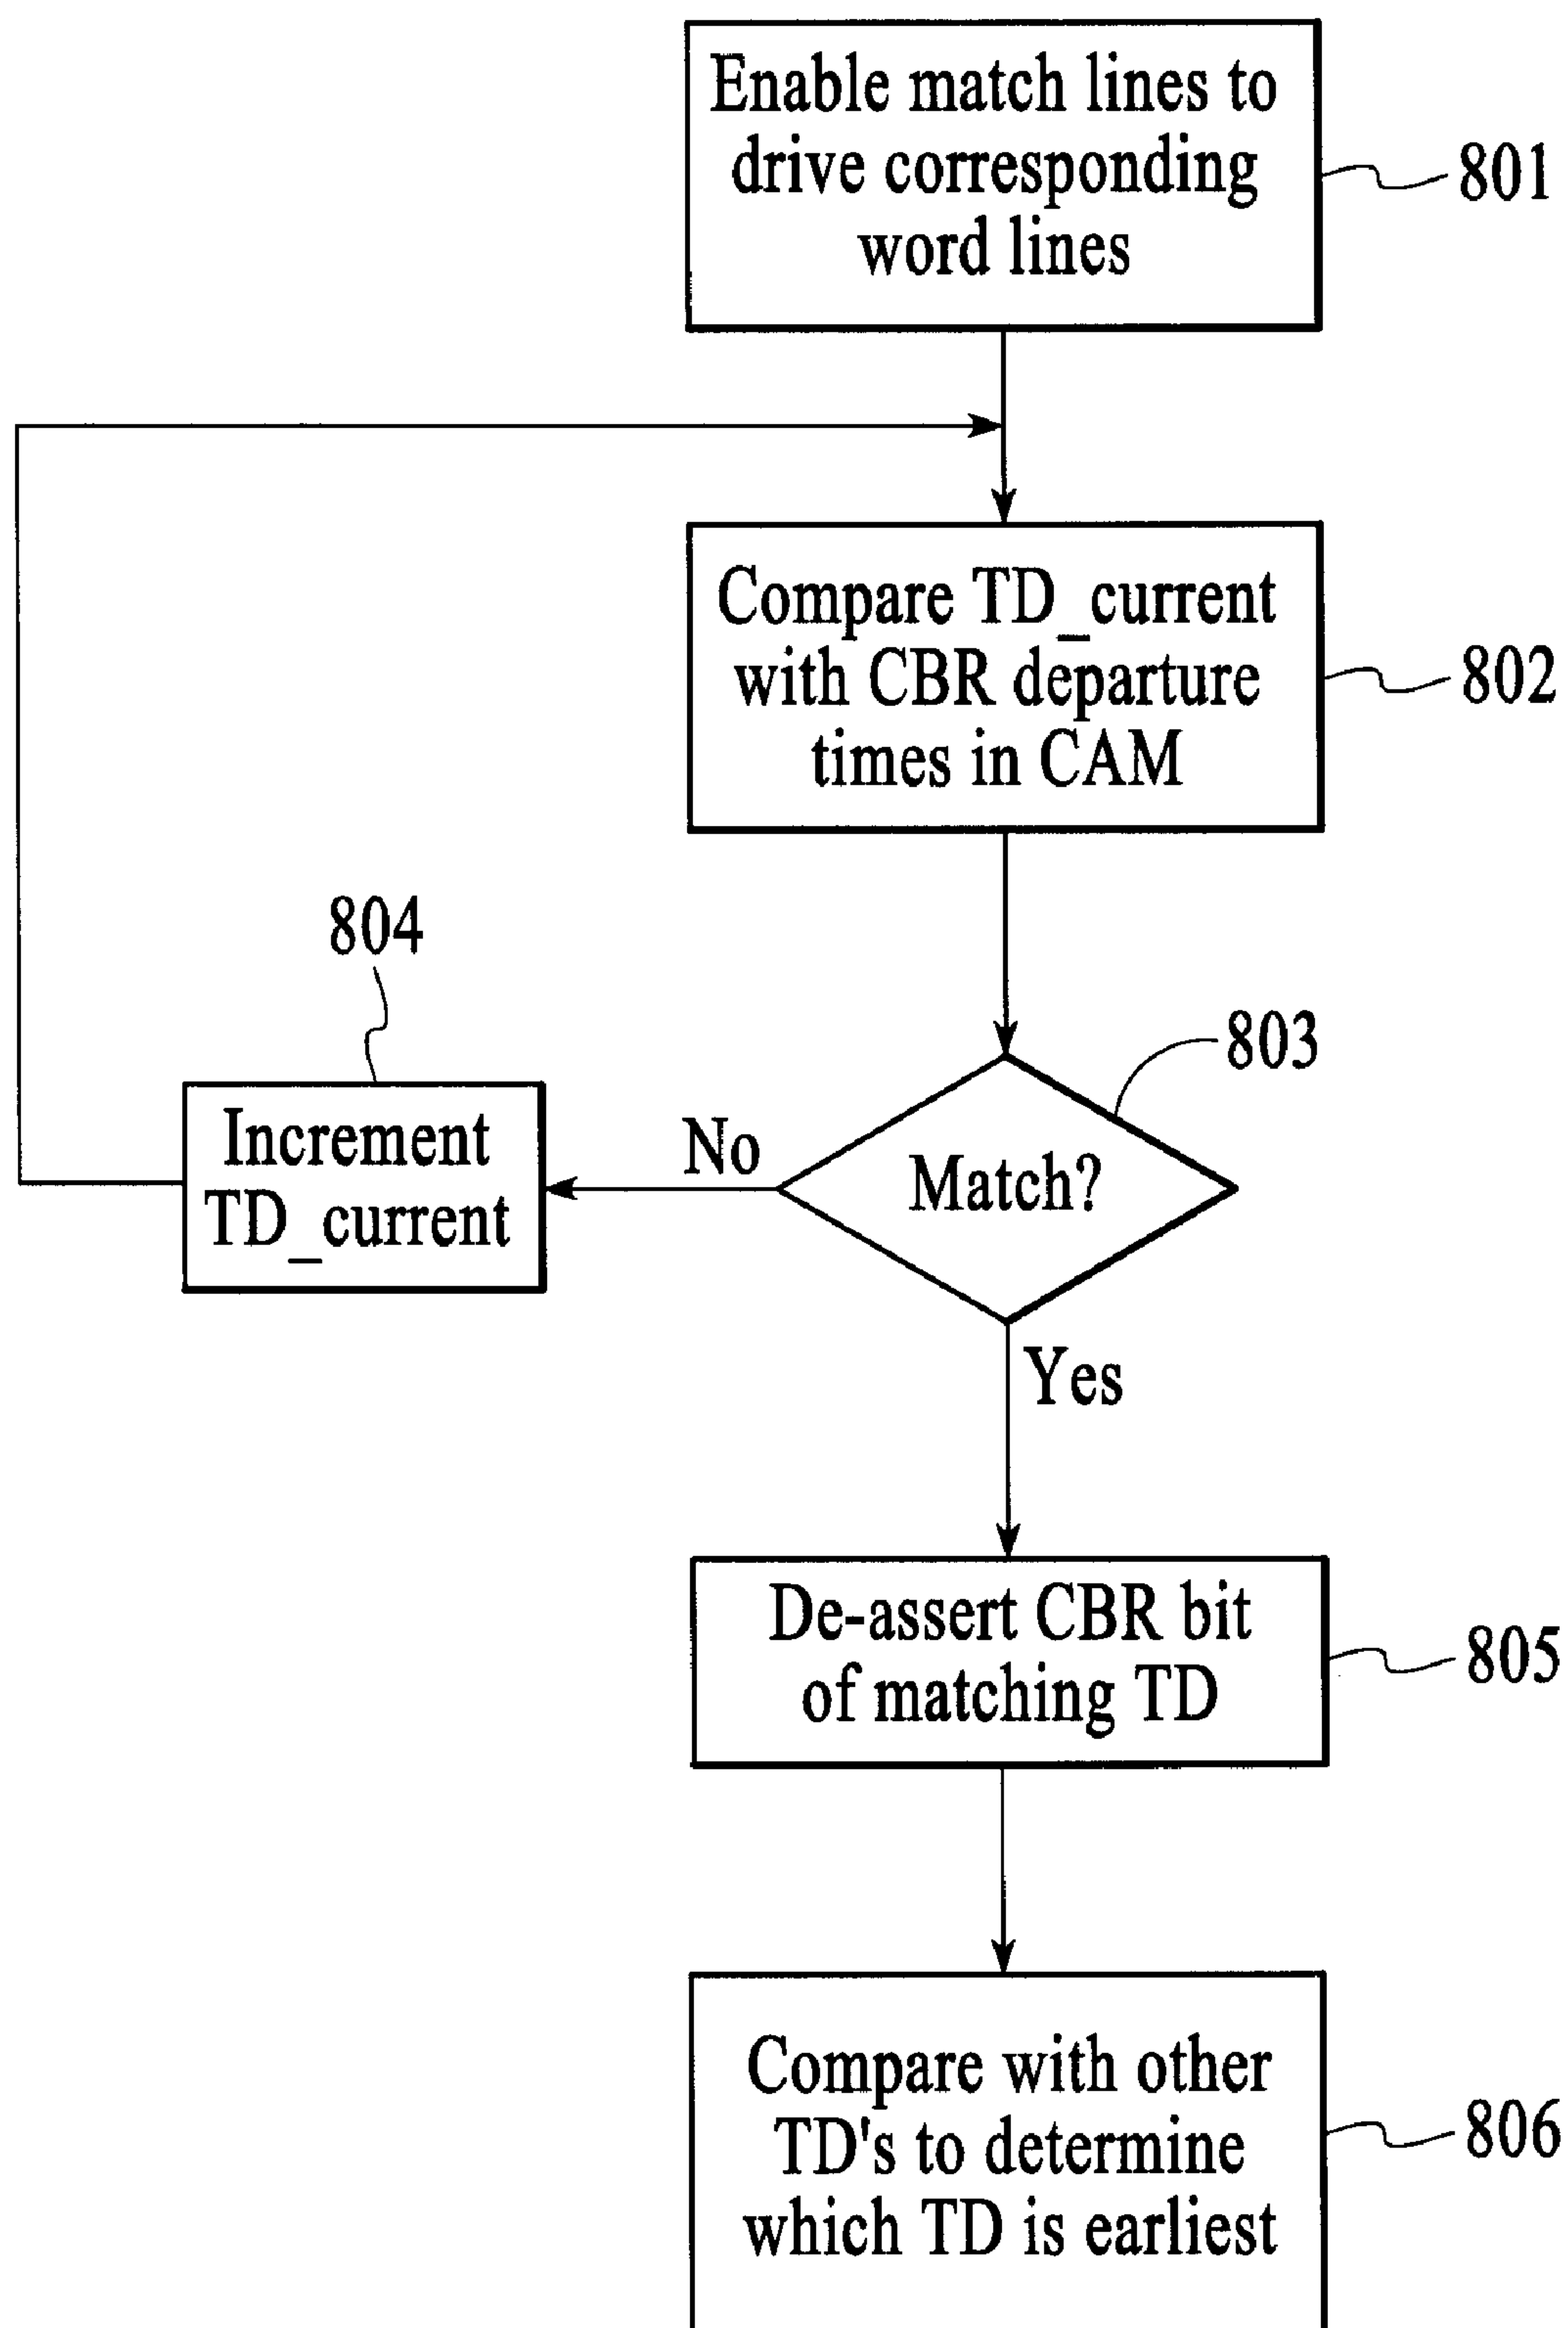 Enable match lines to
drive corresponding
word lines
801
Compare TD_current
with CBR departure
times in CAM
802
804
803
Increment
TD_current
No
Match?
Yes
De-assert CBR bit
of matching TD
805
Compare with other
TD's to determine
which TD is earliest
806